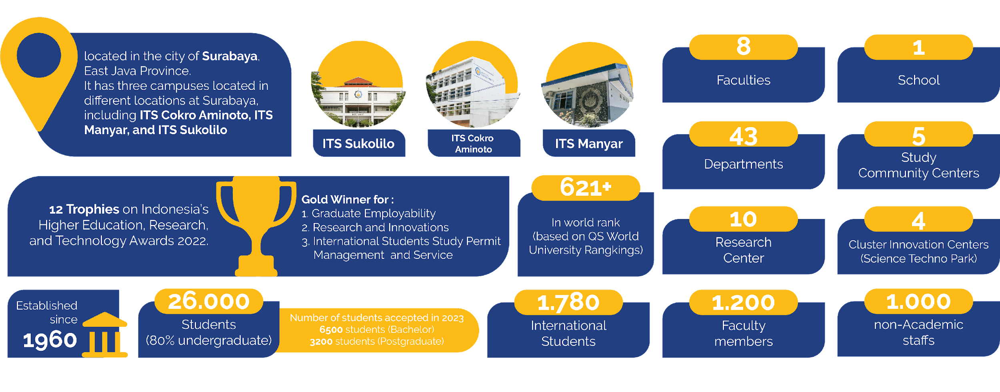 located in the city of Surabaya,
East Java Province.
It has three campuses located in
different locations at Surabaya,
including ITS Cokro Aminoto, ITS
Manyar, and ITS Sukolilo
ITS Sukolilo
ITS Cokro
Aminoto
ITS Manyar
8
Faculties
1
School
43
Departments
5
Study
Community Centers
12 Trophies on Indonesia's
Higher Education, Research,
and Technology Awards 2022.
Gold Winner for :
1. Graduate Employability
2. Research and Innovations
3. International Students Study Permit
Management and Service
621+
In world rank
(based on QS World
University Rangkings)
10
Research
Center
4
Cluster Innovation Centers
(Science Techno Park)
Established
since
1960
26.000
Students
(80% undergraduate)
Number of students accepted in 2023
6500 students (Bachelor)
3200 students (Postgraduate)
1.780
International
Students
1.200
Faculty
members
1.000
non-Academic
staffs